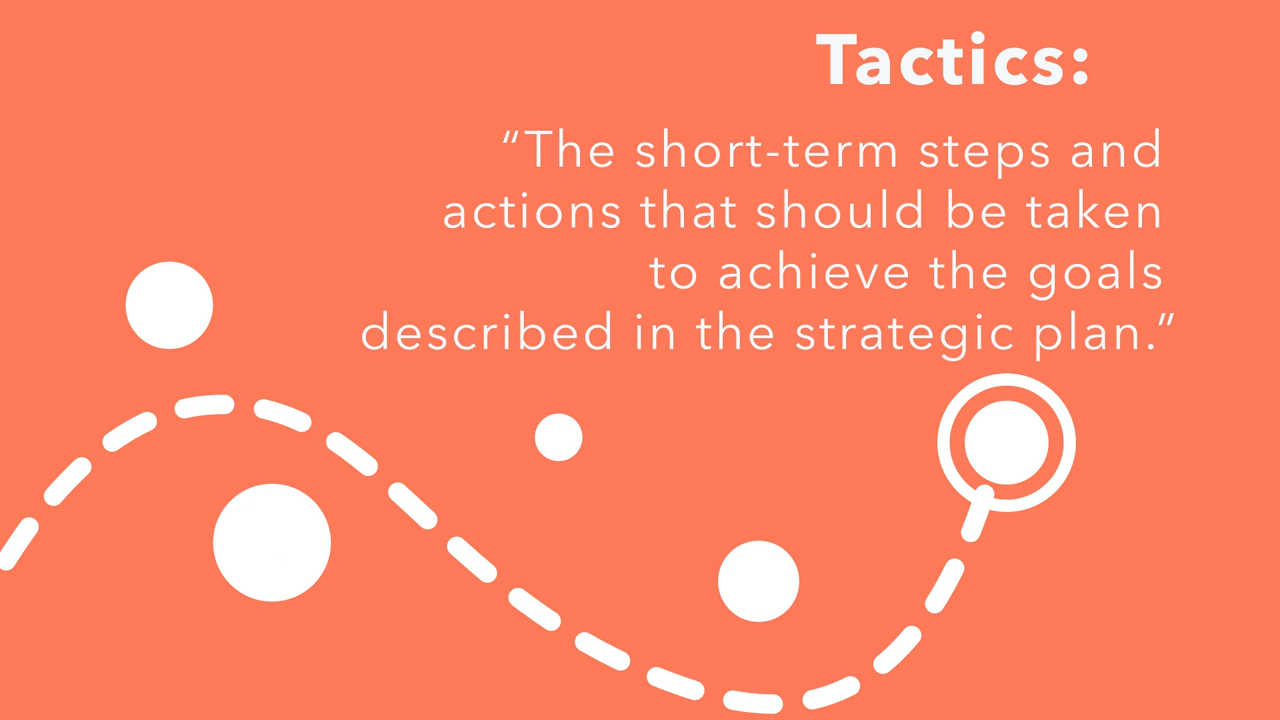 Tactics:
“The short-term steps and
actions that should be taken
to achieve the goals
described in the strategic plan.”